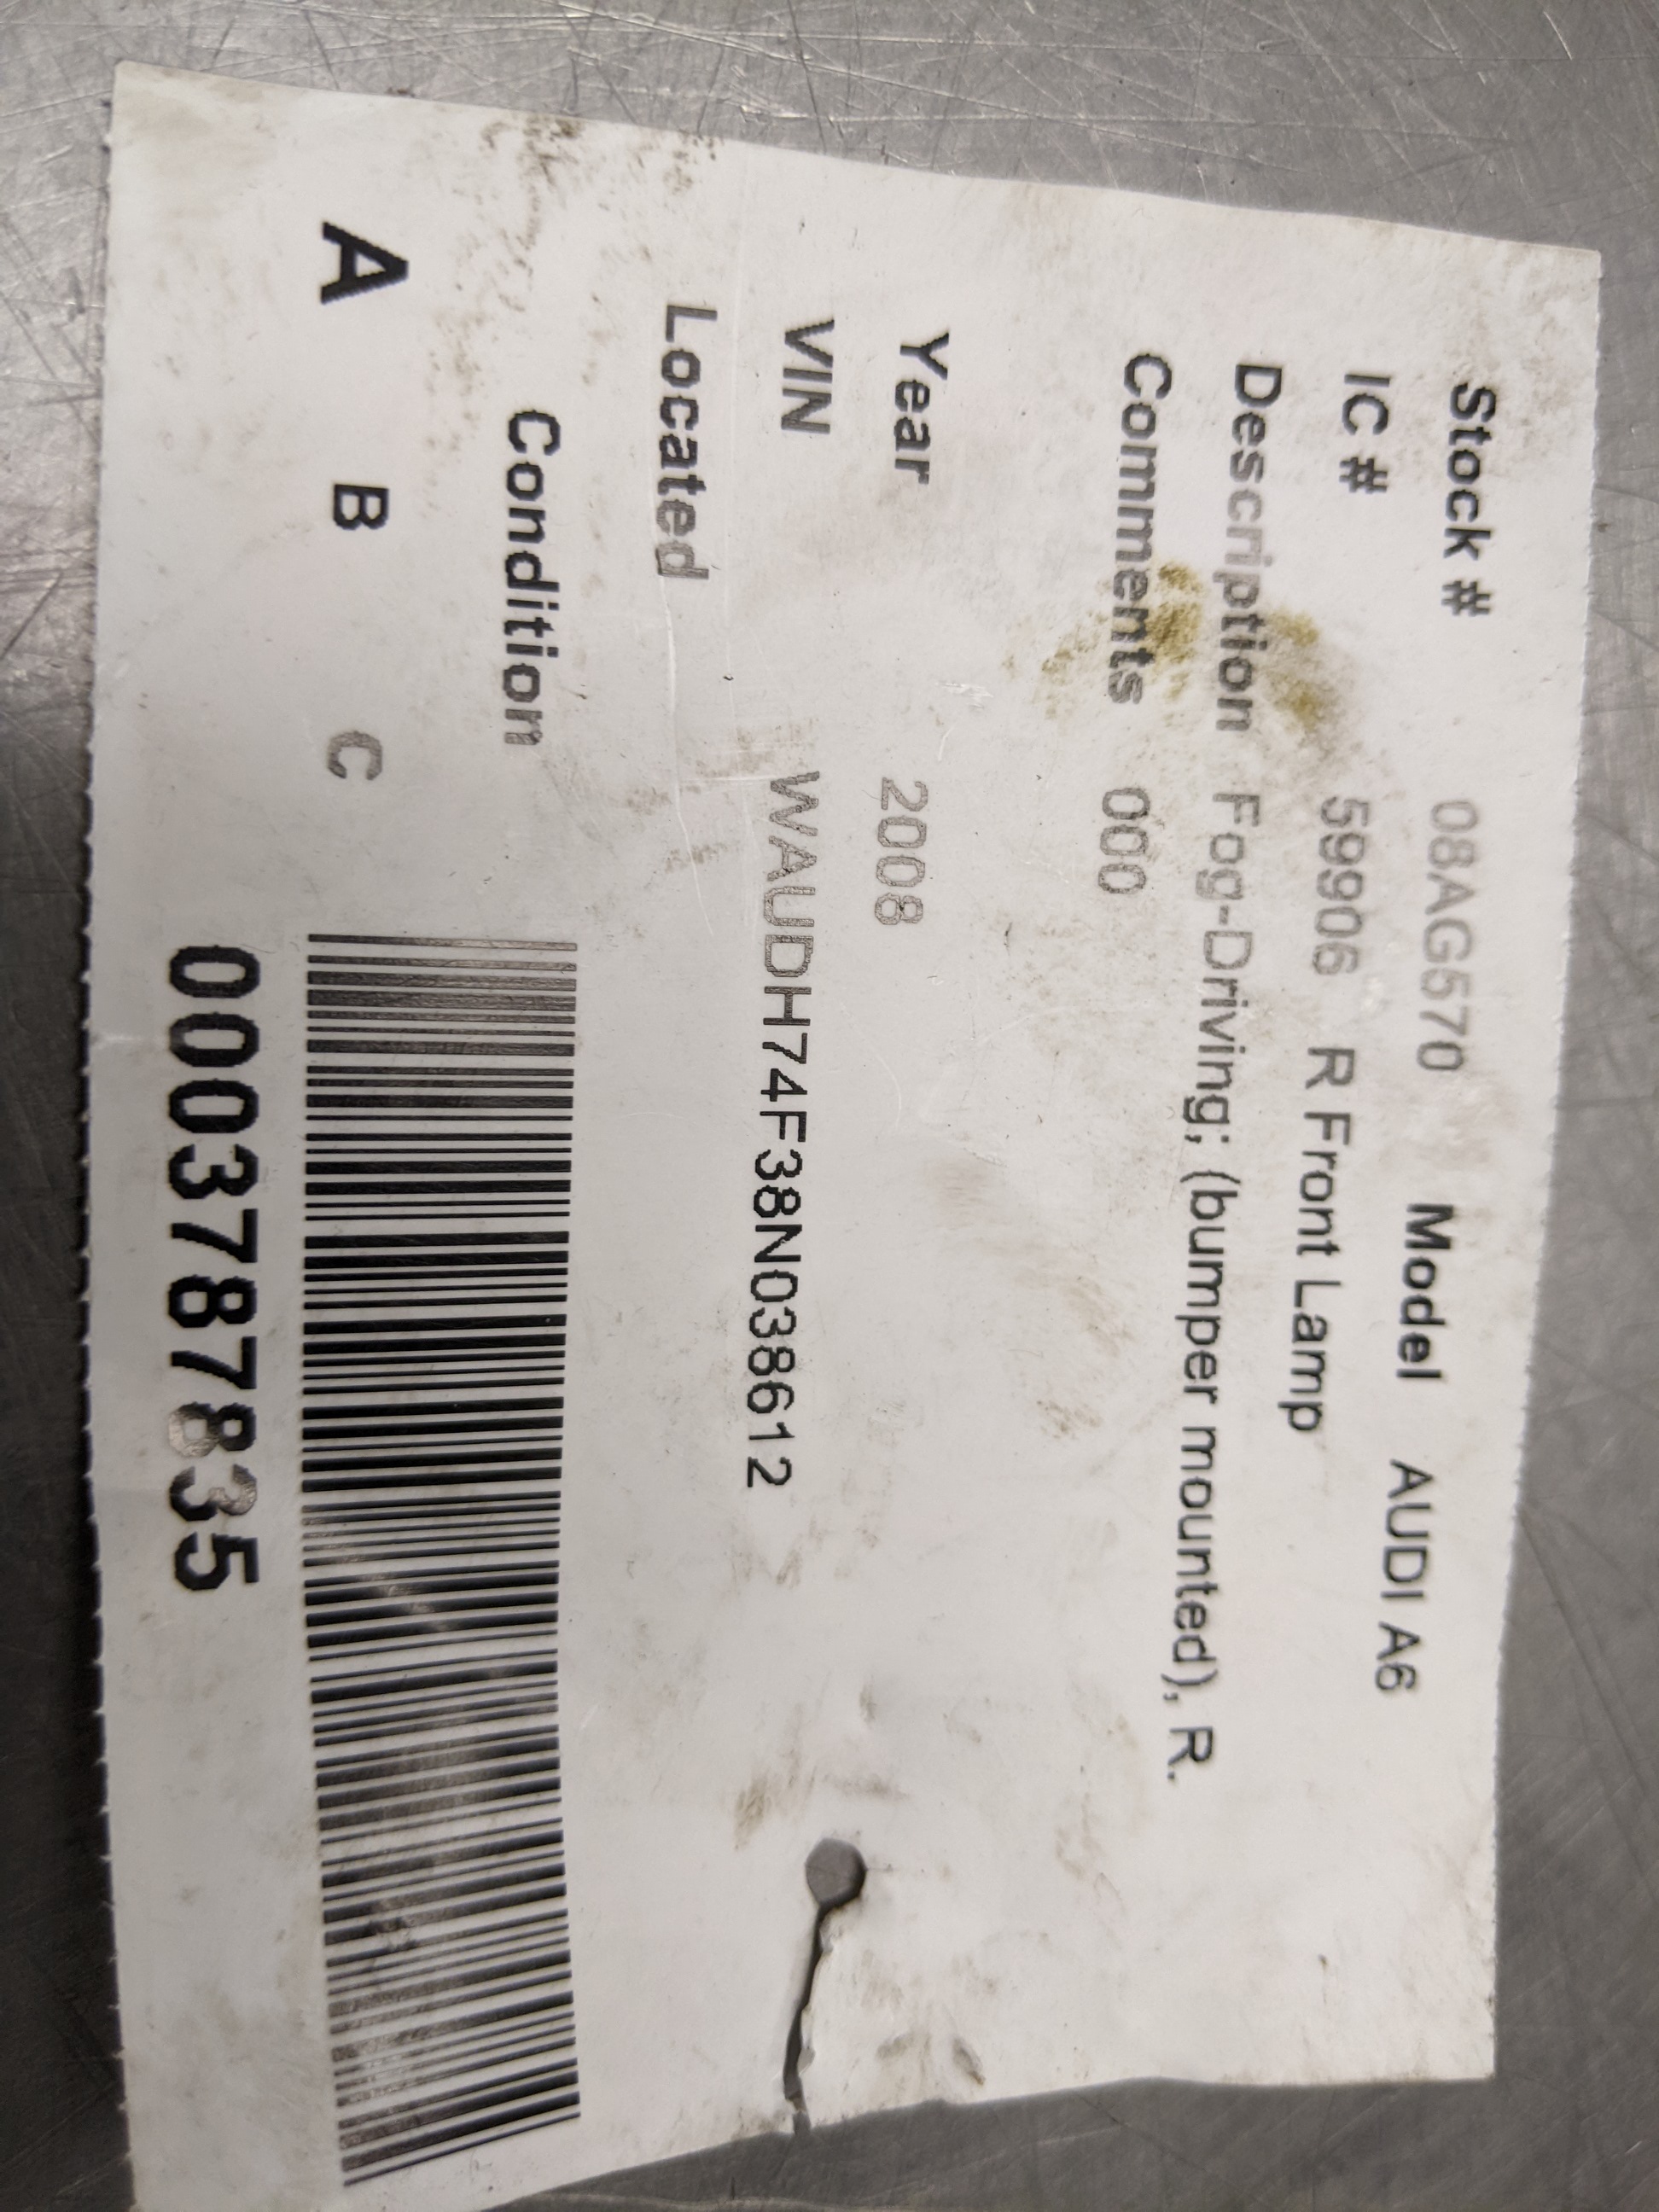 Stock # 08AG570 Model AUDI A6
IC # 59906 R Front Lamp
Description Fog-Driving; (bumper mounted), R.
Comments 000
Year 2008
VIN WAUDH74F38N038612
Located
Condition
A B C
0003787835